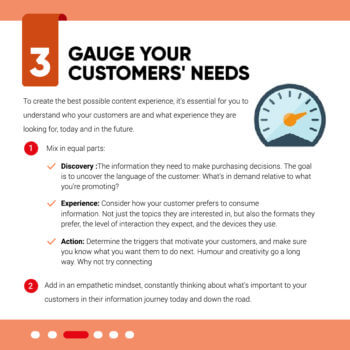 3
GAUGE YOUR
CUSTOMERS' NEEDS
To create the best possible content experience, it's essential for you to
understand who your customers are and what experience they are
looking for, today and in the future.
1 Mix in equal parts:
Discovery :The information they need to make purchasing decisions. The goal
is to uncover the language of the customer: What's in demand relative to what
you're promoting?
Experience: Consider how your customer prefers to consume
information. Not just the topics they are interested in, but also the formats they
prefer, the level of interaction they expect, and the devices they use.
Action: Determine the triggers that motivate your customers, and make sure
you know what you want them to do next. Humour and creativity go a long
way. Why not try connecting
2 Add in an empathetic mindset, constantly thinking about what's important to your
customers in their information journey today and down the road.